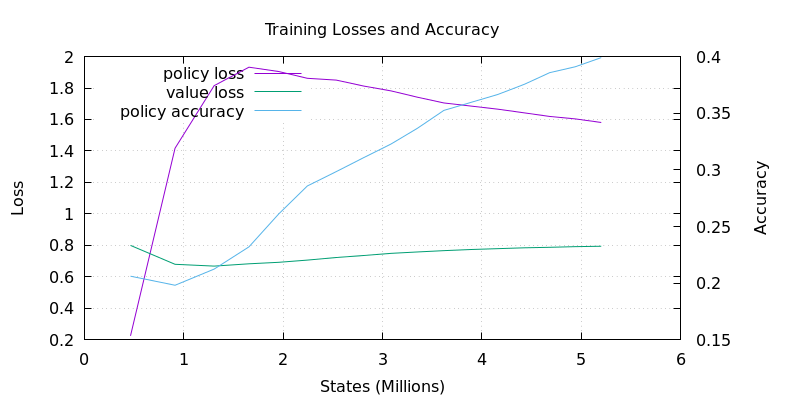 Training Losses and Accuracy
policy loss
value loss
policy accuracy
Loss
2
1.8
1.6
1.4
1.2
1
0.8
0.6
0.4
0.2
0.4
0.35
0.3
0.25
0.2
0.15
Accuracy
0 1 2 3 4 5 6
States (Millions)